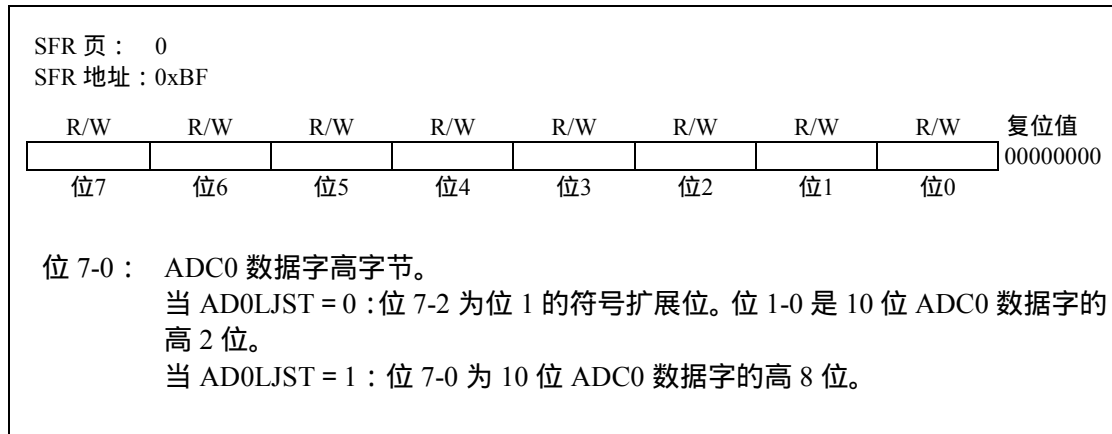 SFR 页： 0
SFR 地址：0xBF
R/W R/W R/W R/W R/W R/W R/W R/W 复位值
00000000
位7 位6 位5 位4 位3 位2 位1 位0
位 7-0： ADC0 数据字高字节。
当 AD0LJST = 0：位 7-2 为位 1 的符号扩展位。位 1-0 是 10 位 ADC0 数据字的
高 2 位。
当 AD0LJST = 1：位 7-0 为 10 位 ADC0 数据字的高 8 位。